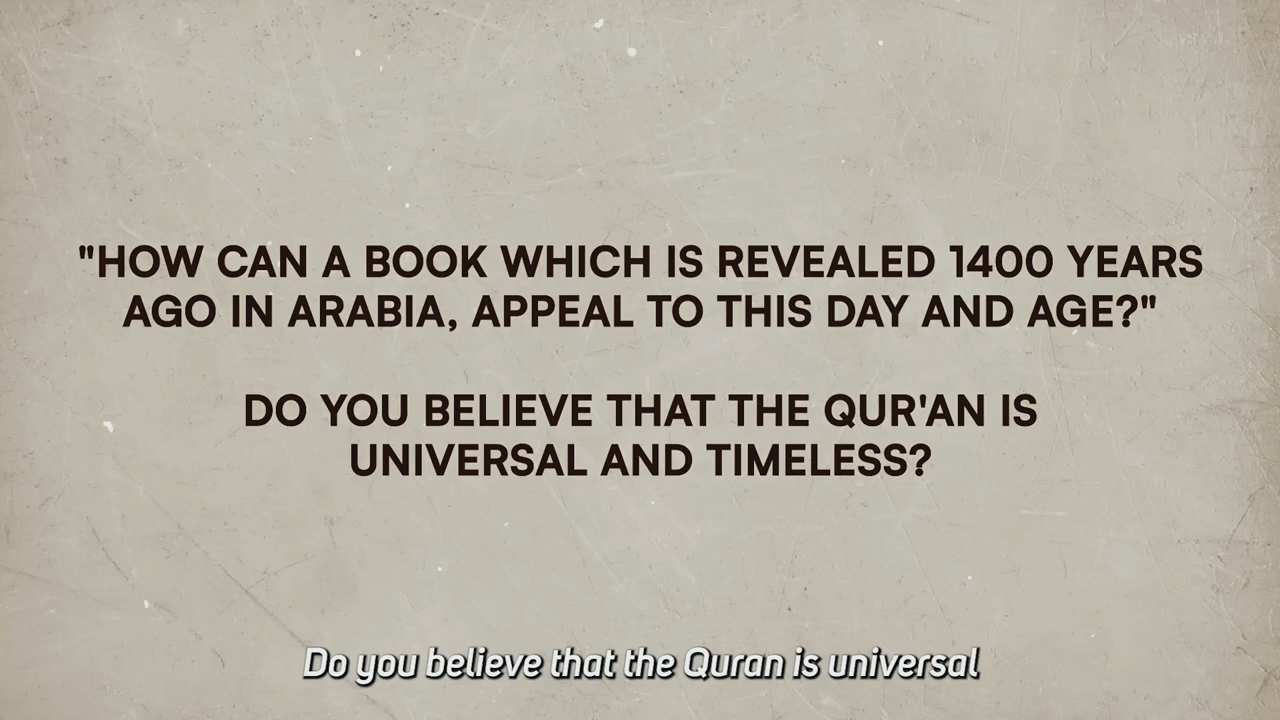 "HOW CAN A BOOK WHICH IS REVEALED 1400 YEARS
AGO IN ARABIA, APPEAL TO THIS DAY AND AGE?"
DO YOU BELIEVE THAT THE QUR'AN IS
UNIVERSAL AND TIMELESS?
Do you believe that the Quran is universal